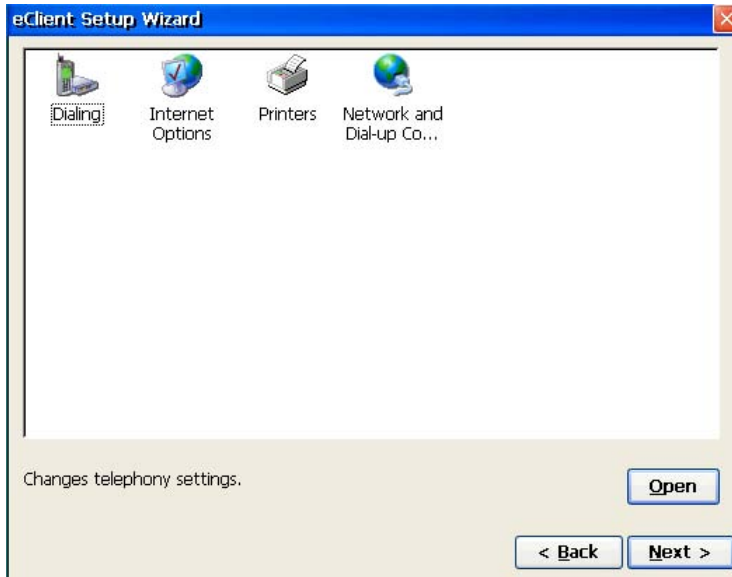 eClient Setup Wizard
Dialing
Internet
Options
Printers
Network and
Dial-up Co...
Changes telephony settings.
Open
< Back
Next >